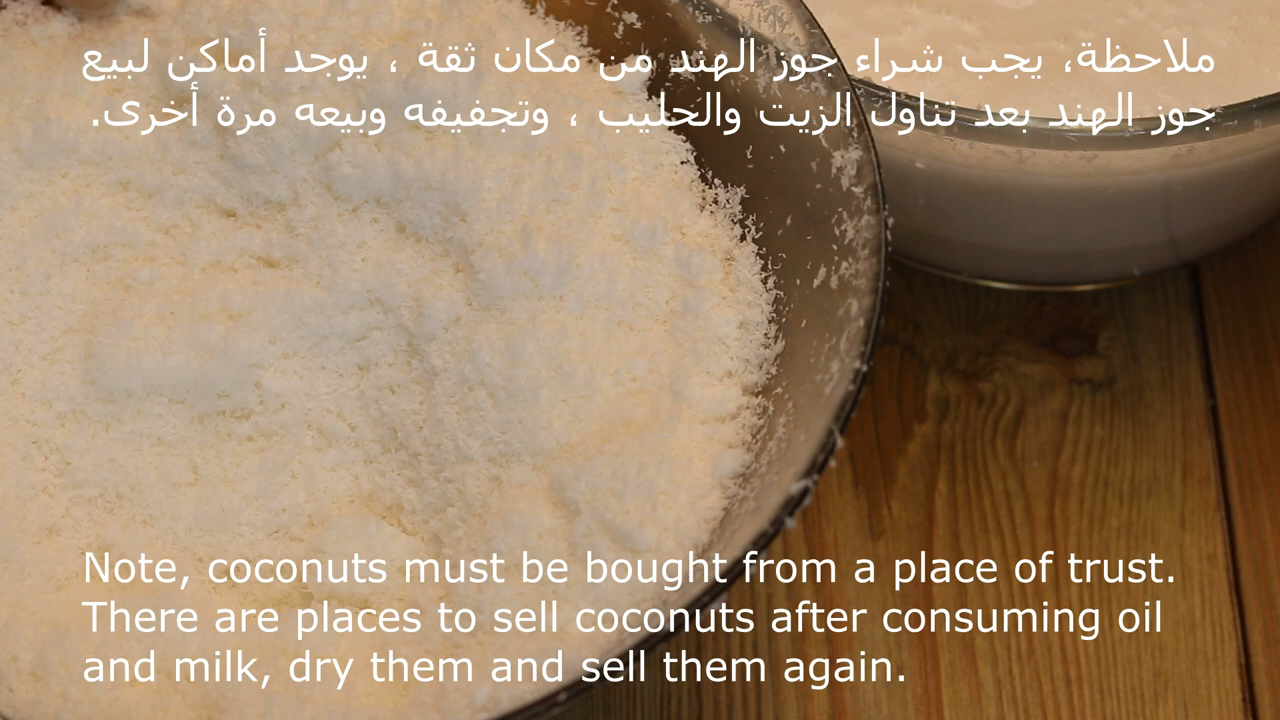 ملاحظة، يجب شراء جوز الهند من مكان ثقة ، يوجد أماكن لبيع
جوز الهند بعد تناول الزيت والحليب ، وتجفيفه وبيعه مرة أخرى.
Note, coconuts must be bought from a place of trust.
There are places to sell coconuts after consuming oil
and milk, dry them and sell them again.